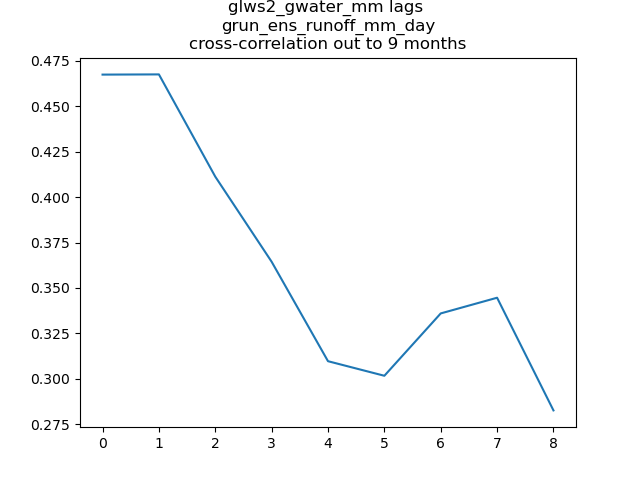 glws2_gwater_mm lags
grun_ens_runoff_mm_day
cross-correlation out to 9 months
0.475
0.450
0.425
0.400
0.375
0.350
0.325
0.300
0.275
0 1 2 3 4 5 6 7 8